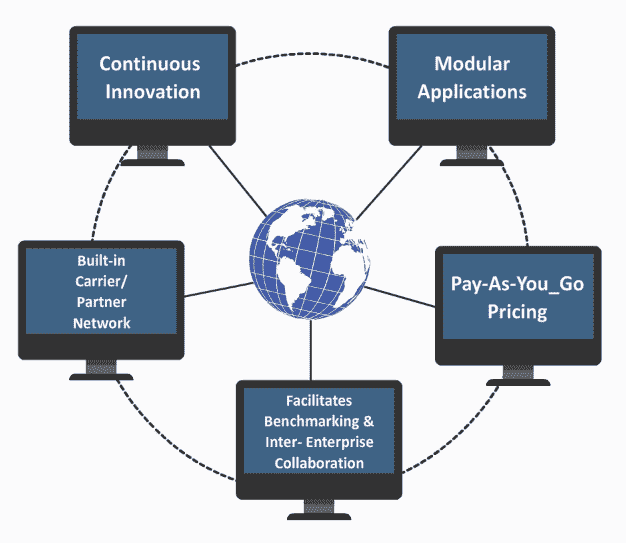 Continuous
Innovation
Modular
Applications
Built-in
Carrier/
Partner
Network
Pay-As-You_Go
Pricing
Facilitates
Benchmarking &
Inter- Enterprise
Collaboration